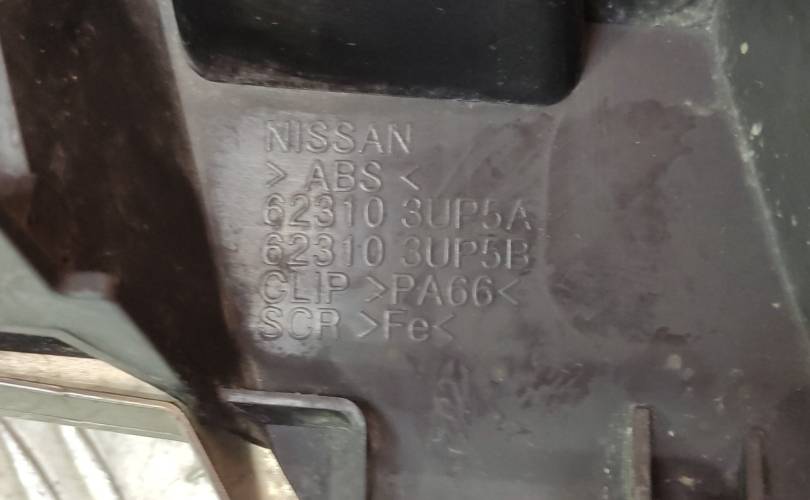 NISSAN
> ABS <
62310 3UP5A
62310 3UP5B
CLIP >PA66<
SCR >Fe<